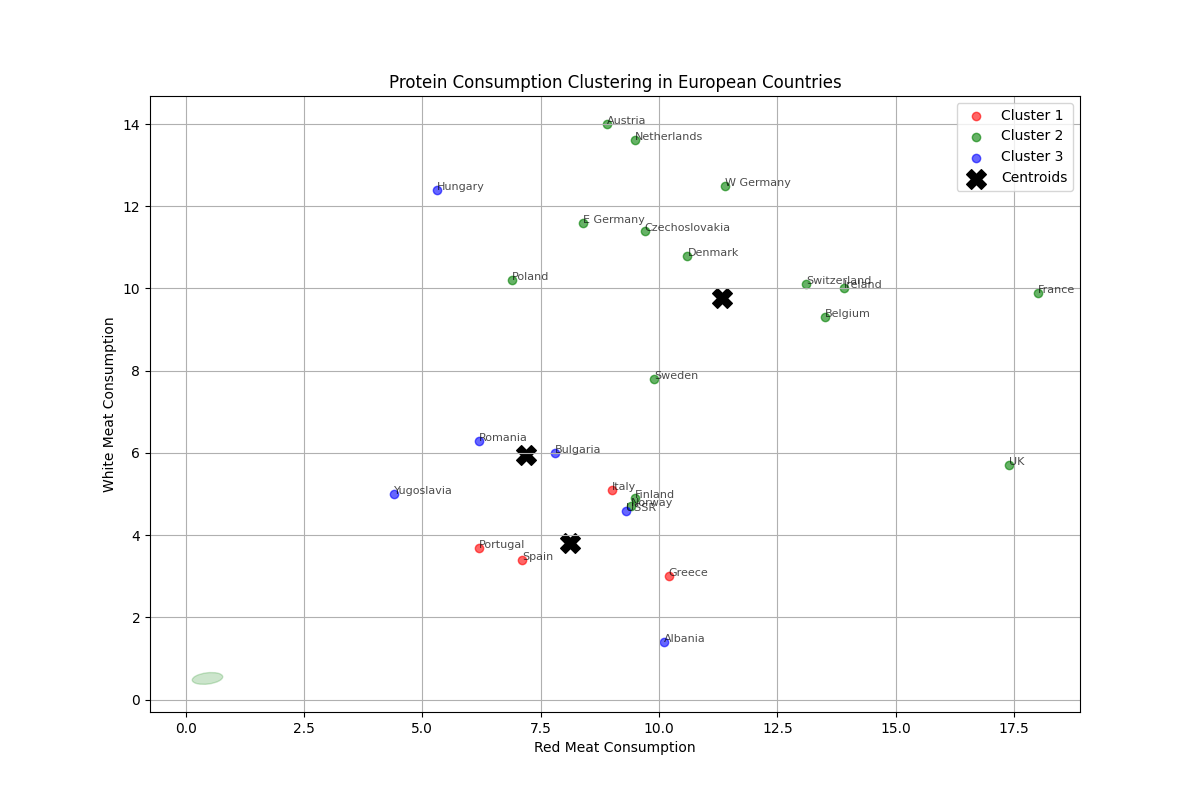 Protein Consumption Clustering in European Countries
Cluster 1
Cluster 2
Cluster 3
Centroids
14
12
10
8
6
4
2
0
White Meat Consumption
Austria
Netherlands
Hungary
W Germany
E Germany
Czechoslovakia
Denmark
Poland
Switzerland
Ireland
France
Belgium
Sweden
Romania
Bulgaria
UK
Yugoslavia
Italy
Finland
Norway
USSR
Portugal
Spain
Greece
Albania
0.0 2.5 5.0 7.5 10.0 12.5 15.0 17.5
Red Meat Consumption